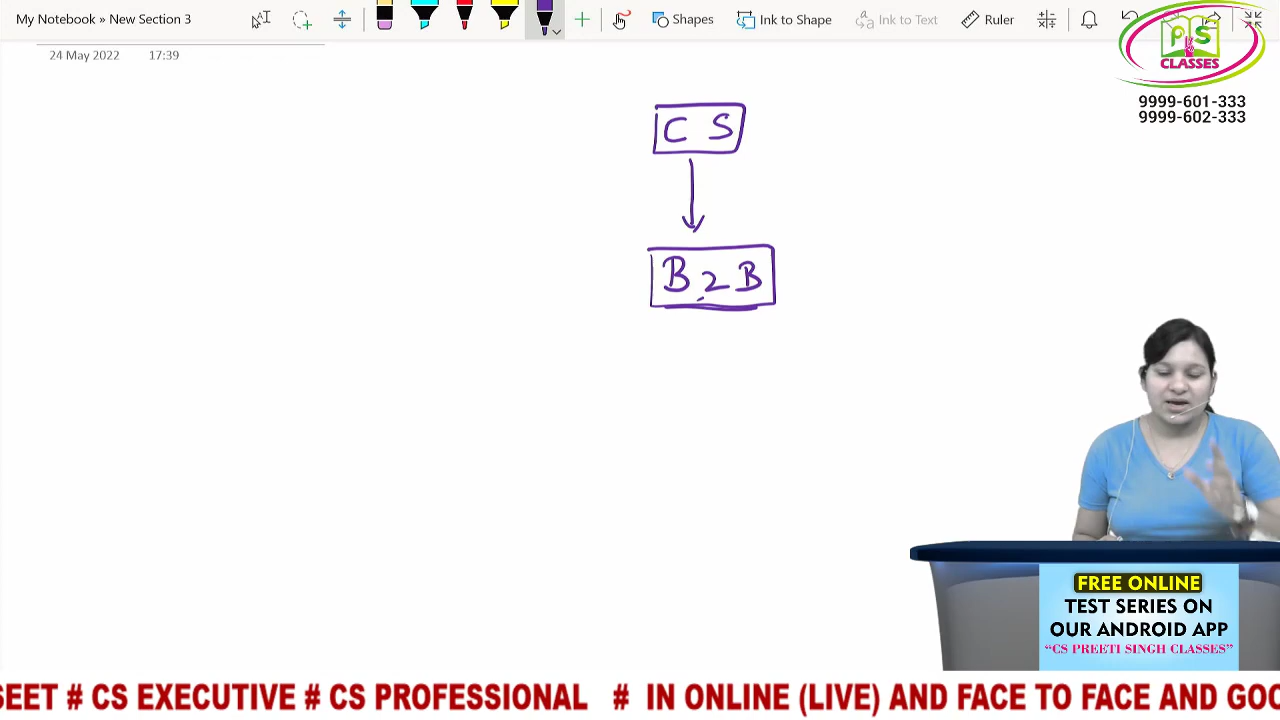 My Notebook » New Section 3
Shapes
Ink to Shape
Ink to Text
Ruler
24 May 2022 17:39
PS
CLASSES
9999-601-333
9999-602-333
C S
B 2 B
FREE ONLINE
TEST SERIES ON
OUR ANDROID APP
"CS PREETI SINGH CLASSES"
SEET # CS EXECUTIVE # CS PROFESSIONAL # IN ONLINE (LIVE) AND FACE TO FACE AND GOO